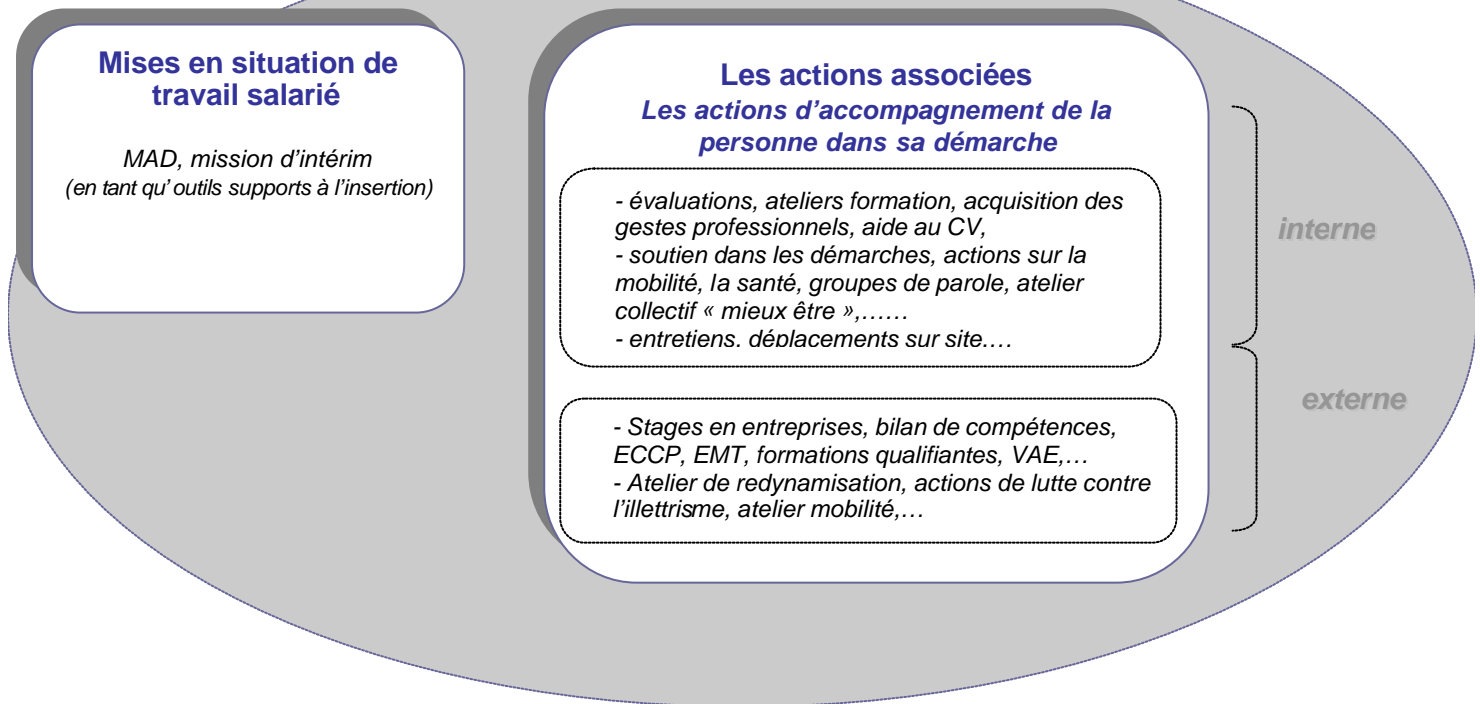 Mises en situation de
travail salarié
MAD, mission d'intérim
(en tant qu' outils supports à l'insertion)
Les actions associées
Les actions d'accompagnement de la
personne dans sa démarche
- évaluations, ateliers formation, acquisition des
gestes professionnels, aide au CV,
- soutien dans les démarches, actions sur la
mobilité, la santé, groupes de parole, atelier
collectif « mieux être »,……
- entretiens, déplacements sur site,…
interne
- Stages en entreprises, bilan de compétences,
ECCP, EMT, formations qualifiantes, VAE,…
- Atelier de redynamisation, actions de lutte contre
l'illettrisme, atelier mobilité,…
externe